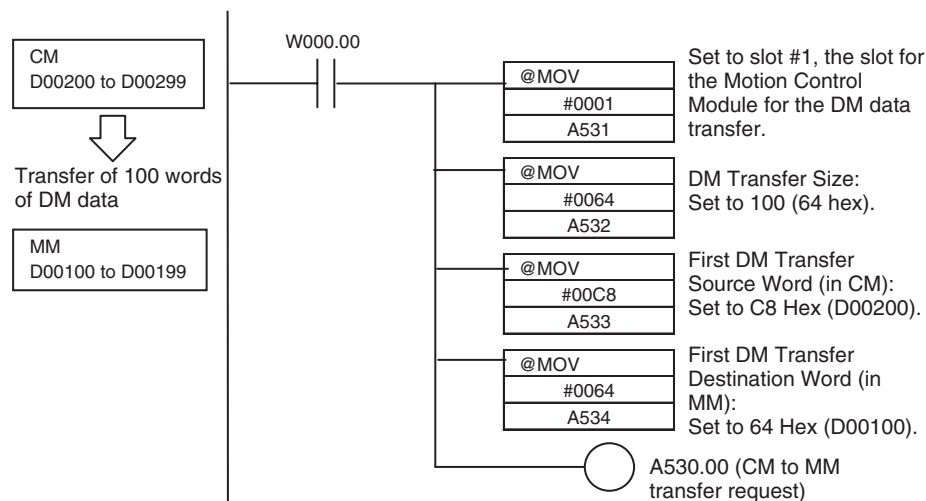 CM
D00200 to D00299
Transfer of 100 words
of DM data
MM
D00100 to D00199
W000.00
@MOV
#0001
A531
Set to slot #1, the slot for
the Motion Control
Module for the DM data
transfer.
@MOV
#0064
A532
DM Transfer Size:
Set to 100 (64 hex).
@MOV
#00C8
A533
First DM Transfer
Source Word (in CM):
Set to C8 Hex (D00200).
@MOV
#0064
A534
First DM Transfer
Destination Word (in
MM):
Set to 64 Hex (D00100).
A530.00 (CM to MM
transfer request)